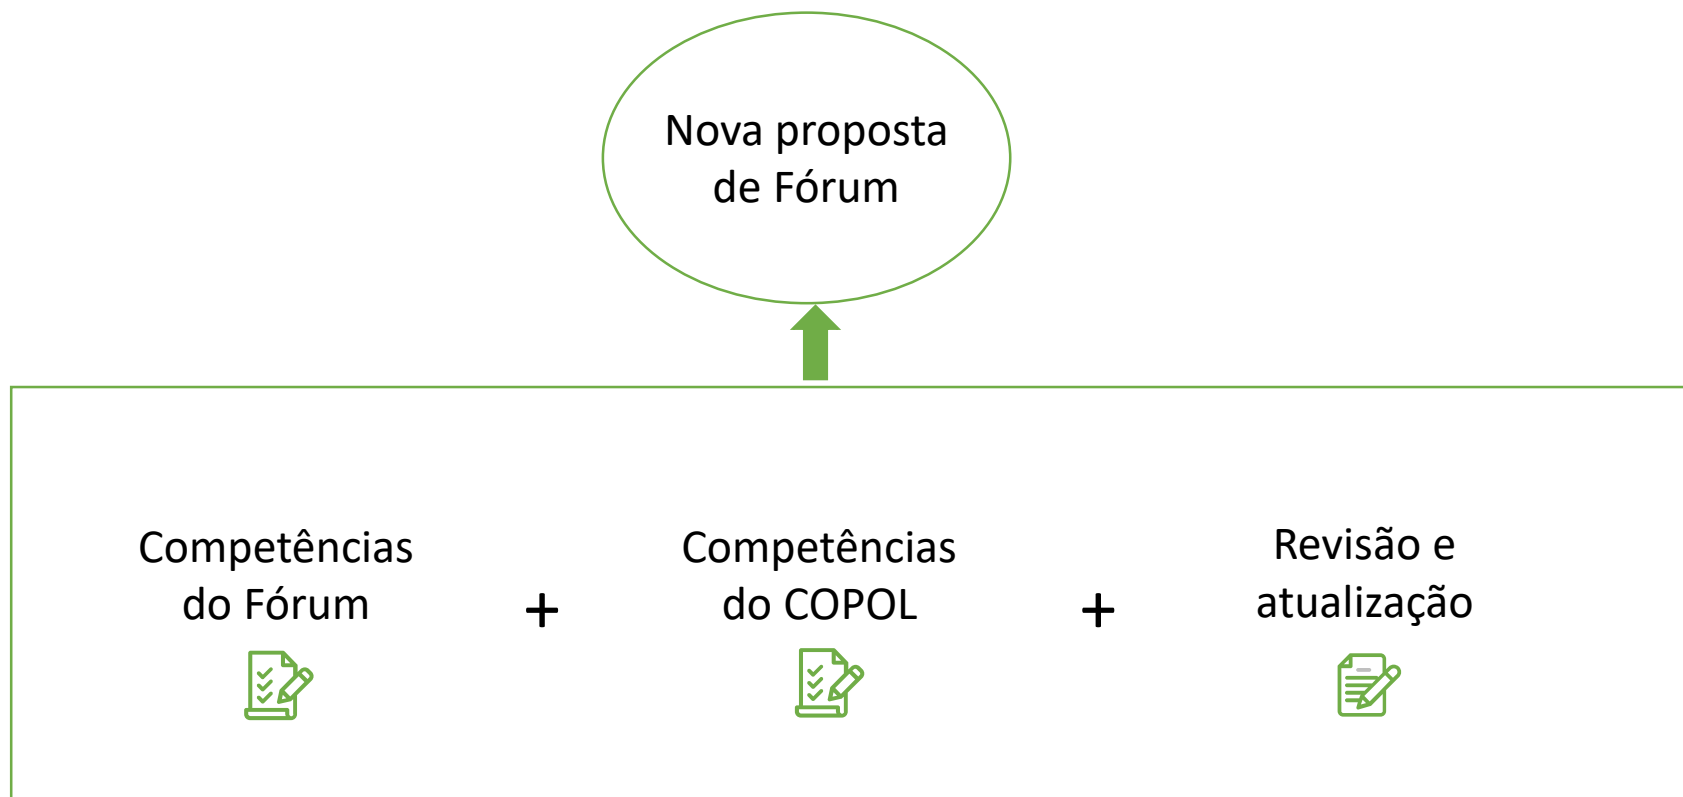 Nova proposta
de Fórum
Competências
do Fórum
+
Competências
do COPOL
+
Revisão e
atualização